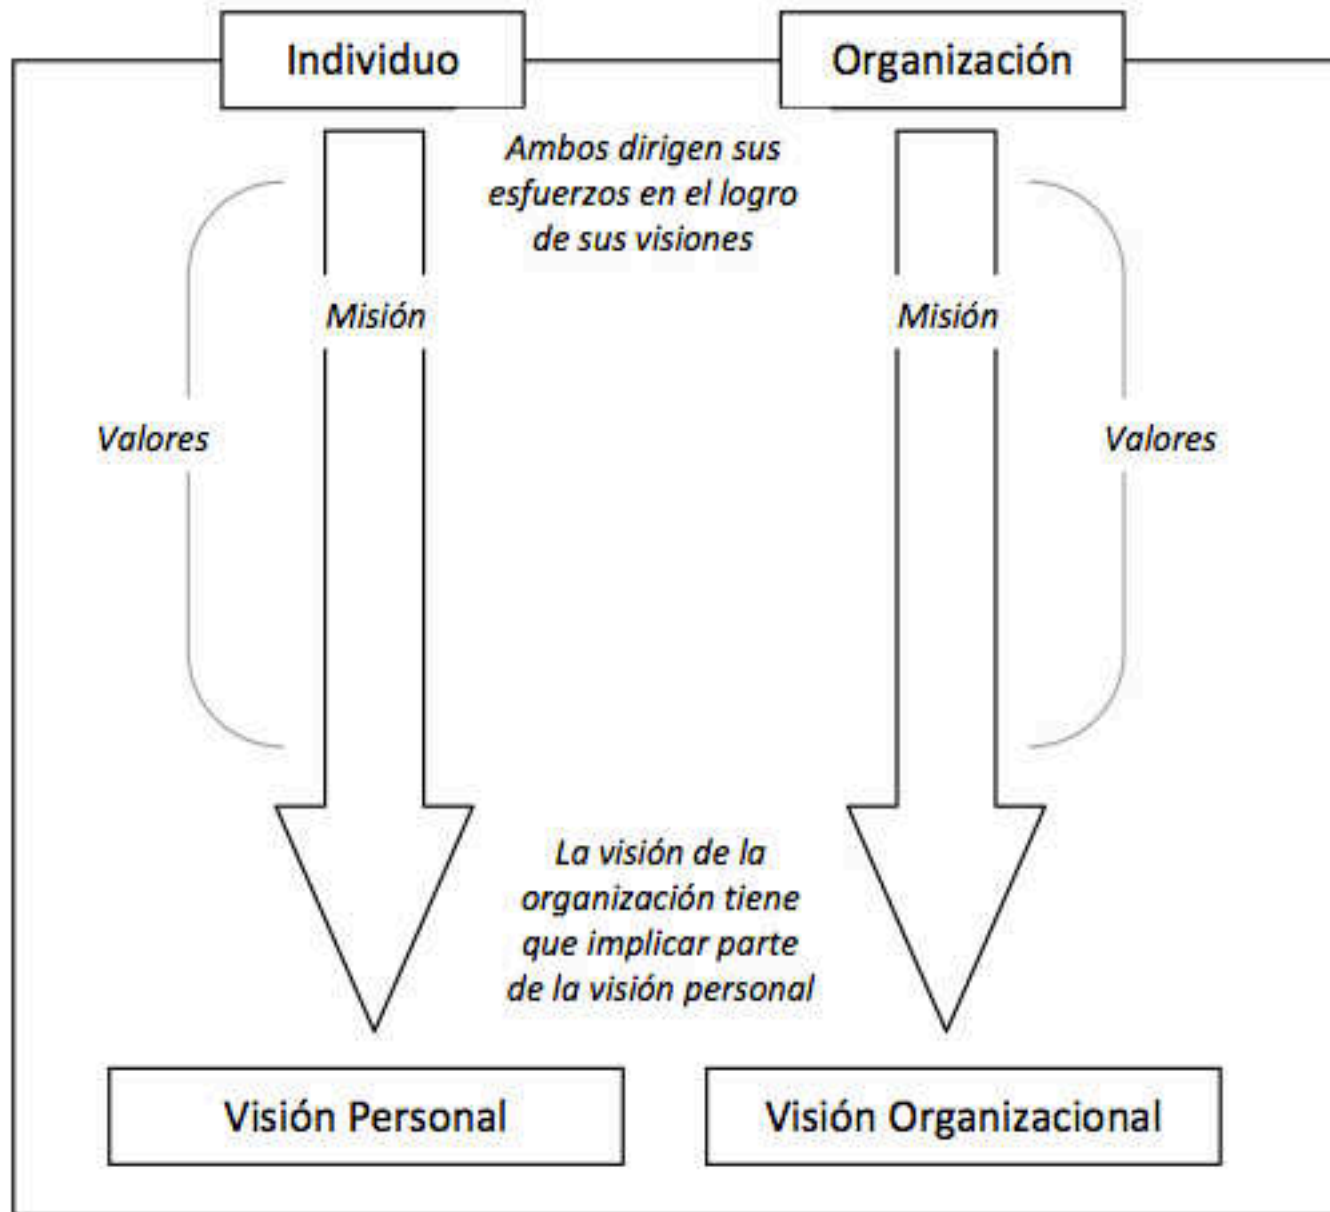 Individuo
Organización
Ambos dirigen sus
esfuerzos en el logro
de sus visiones
Misión
Misión
Valores
Valores
La visión de la
organización tiene
que implicar parte
de la visión personal
Visión Personal
Visión Organizacional